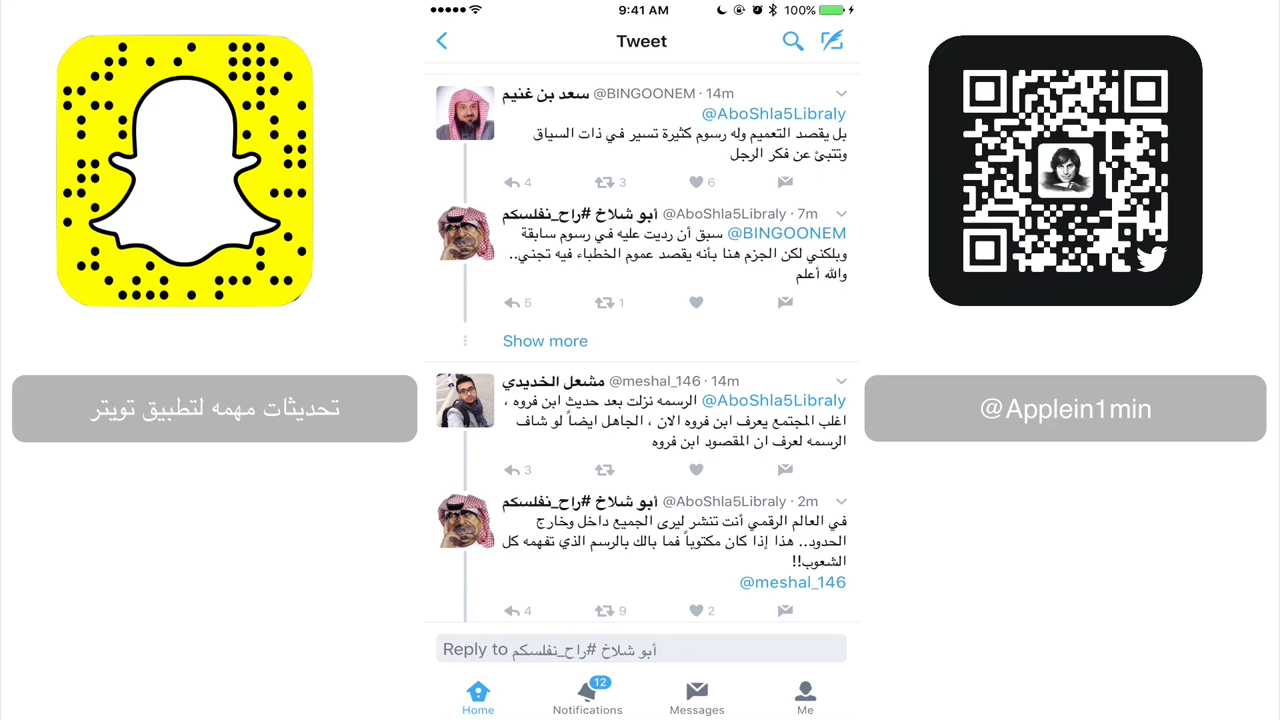 9:41 AM
100%
Tweet
سعد بن غنيم @BINGOONEM · 14m
@AboShla5Libraly
بل يقصد التعميم وله رسوم كثيرة تسير في ذات السياق
وتنبئ عن فكر الرجل
4 3 6
أبو شلاخ #راح_نفلسكم @AboShla5Libraly · 7m
@BINGOONEM سبق أن رديت عليه في رسوم سابقة
وبلكني لكن الجزم هنا بأنه يقصد عموم الخطباء فيه تجني..
والله أعلم
5 1
Show more
مشعل الخديدي @meshal_146 · 14m
@AboShla5Libraly الرسمه نزلت بعد حديث ابن فروه ،
اغلب المجتمع يعرف ابن فروه الان ، الجاهل ايضاً لو شاف
الرسمه لعرف ان المقصود ابن فروه
3
أبو شلاخ #راح_نفلسكم @AboShla5Libraly · 2m
في العالم الرقمي أنت تنشر ليرى الجميع داخل وخارج
الحدود.. هذا إذا كان مكتوباً فما بالك بالرسم الذي تفهمه كل
الشعوب!!
@meshal_146
4 9 2
Reply to أبو شلاخ #راح_نفلسكم
12
Home Notifications Messages Me
تحديثات مهمه لتطبيق تويتر
@Applein1min